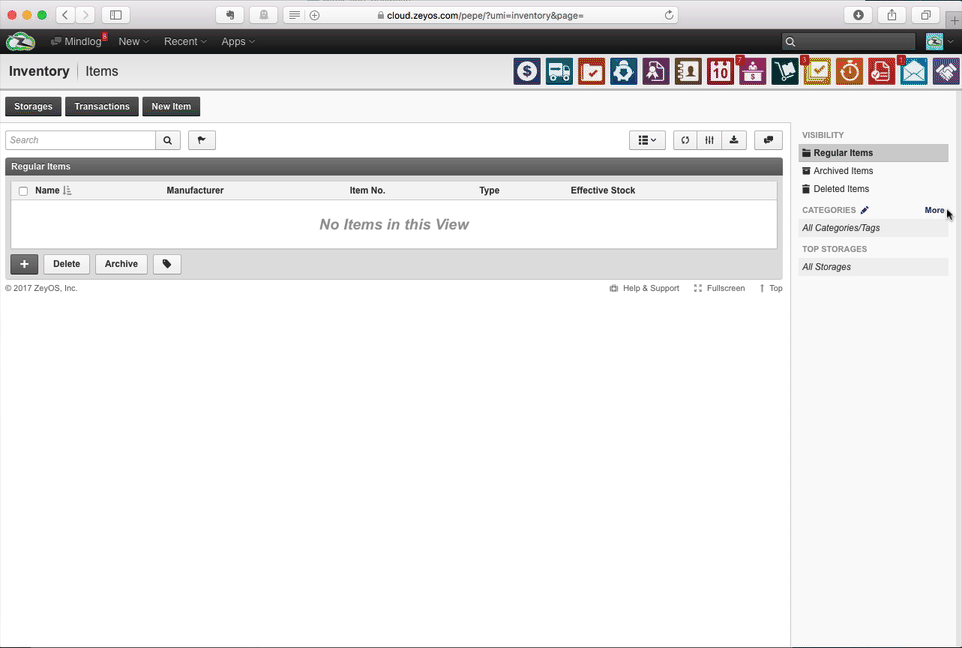 cloud.zeyos.com/pepe/?umi=inventory&page=
Mindlog 8 New Recent Apps
Inventory Items
10 7 3 1
Storages Transactions New Item
Search
Regular Items
Name Manufacturer Item No. Type Effective Stock
No Items in this View
+ Delete Archive
© 2017 ZeyOS, Inc. Help & Support Fullscreen Top
VISIBILITY
Regular Items
Archived Items
Deleted Items
CATEGORIES More
All Categories/Tags
TOP STORAGES
All Storages